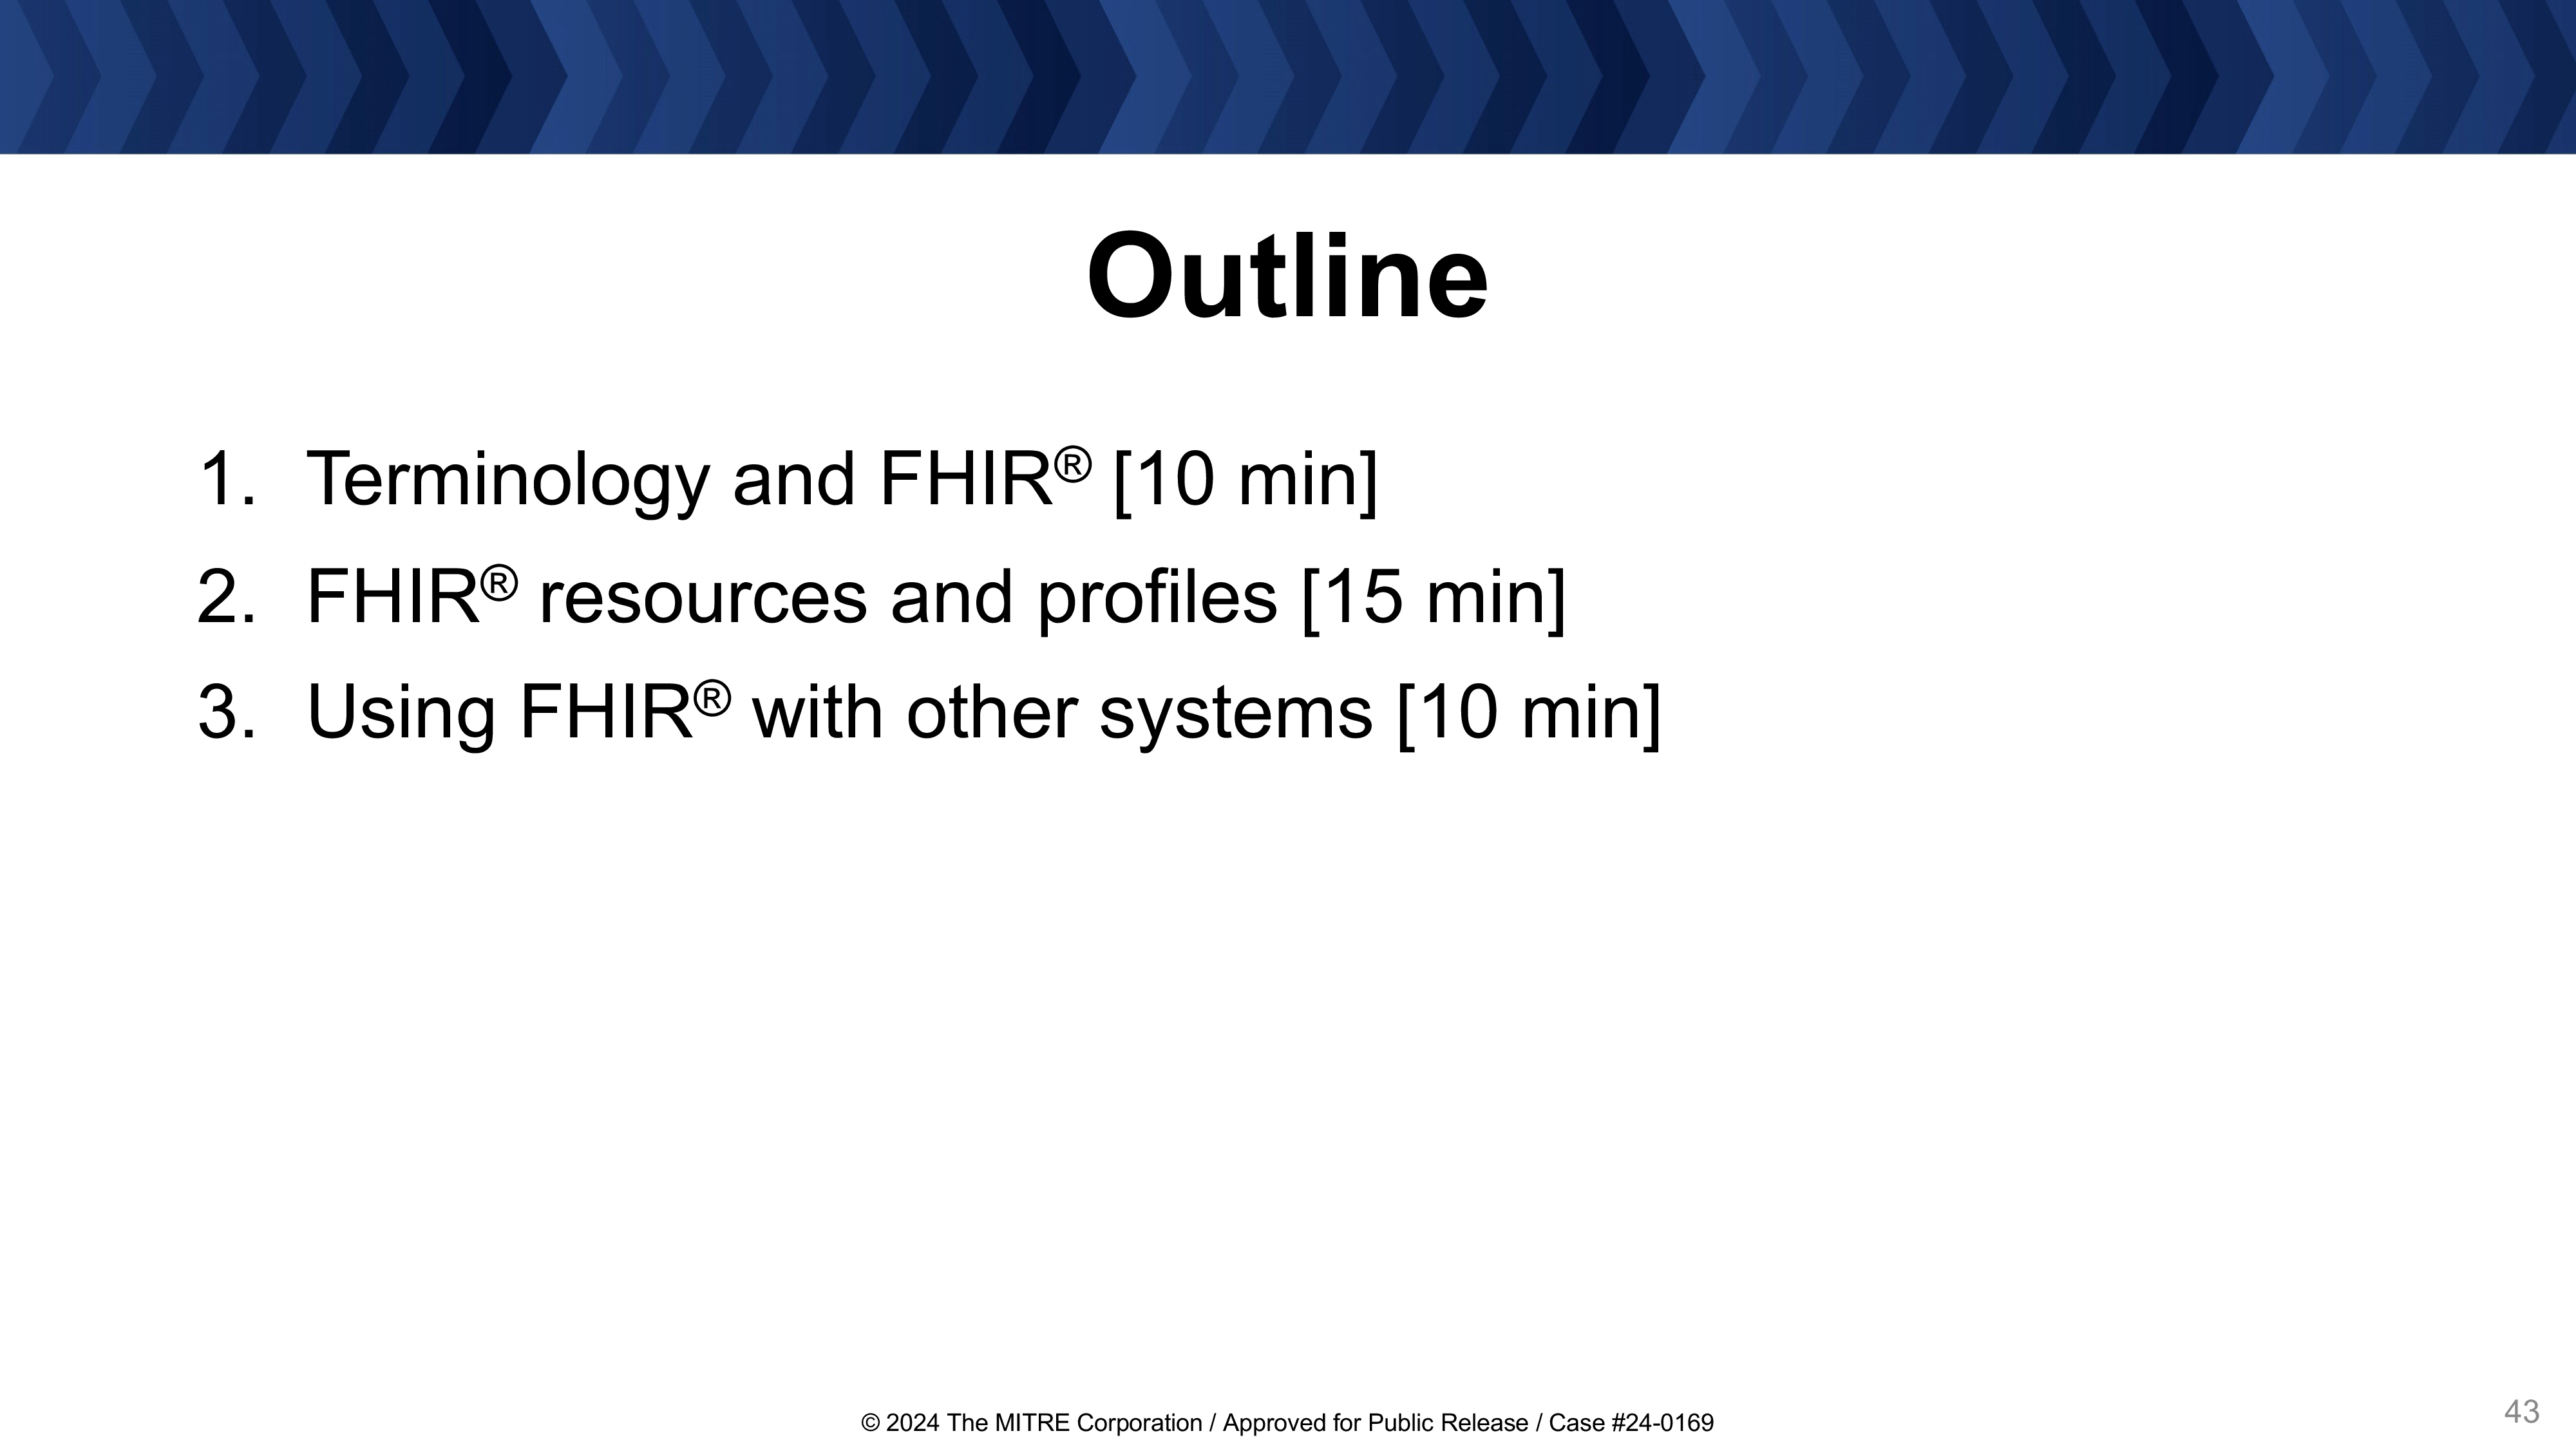 Outline
1. Terminology and FHIR® [10 min]
2. FHIR® resources and profiles [15 min]
3. Using FHIR® with other systems [10 min]
© 2024 The MITRE Corporation / Approved for Public Release / Case #24-0169
43